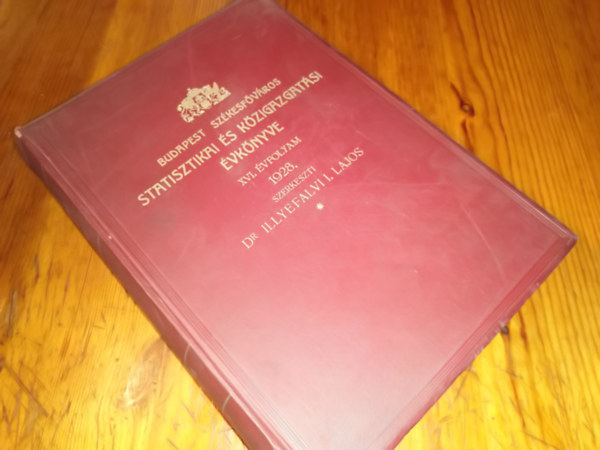 BUDAPEST SZÉKESFŐVÁROS
STATISZTIKAI ÉS KÖZIGAZGATÁSI
ÉVKÖNYVE
XVI. ÉVFOLYAM
1928.
SZERKESZTI
DR ILLYEFALVI I. LAJOS